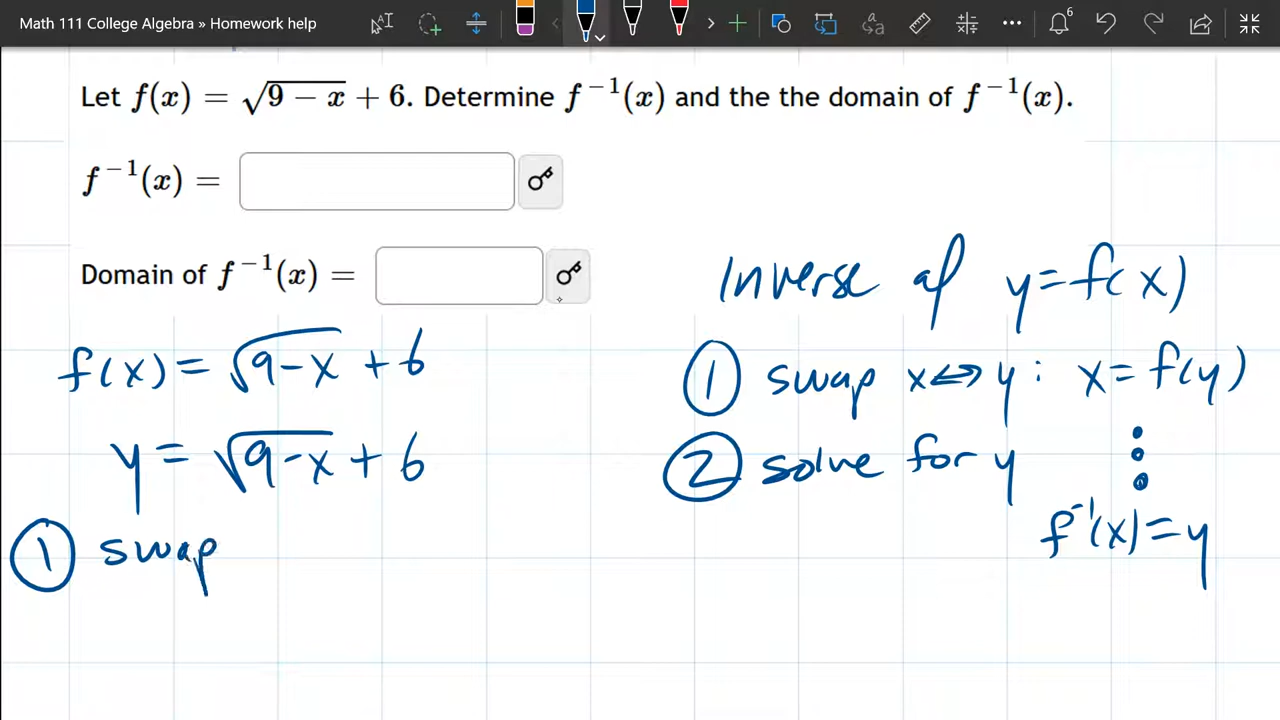 Math 111 College Algebra » Homework help
6
Let f(x) = √(9 − x) + 6. Determine f⁻¹(x) and the the domain of f⁻¹(x).
f⁻¹(x) =
Domain of f⁻¹(x) =
f(x) = √(9-x) + 6
y = √(9-x) + 6
① swap
Inverse of y=f(x)
① swap x↔y: x=f(y)
② solve for y
f⁻¹(x)=y